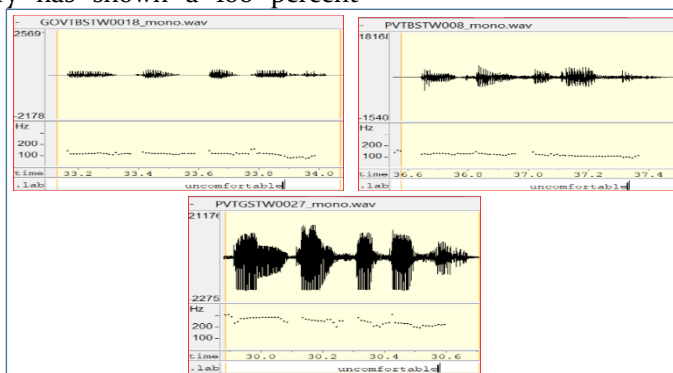 ry has shown a 100 percent
- GOVTBSTW0018_mono.wav
2569
-2178
Hz
200 -
100 -
time 33.2 33.4 33.6 33.8 34.0
.lab uncomfortable
- PVTBSTW008_mono.wav
18168
-1540
Hz
200 -
100 -
time 36.6 36.8 37.0 37.2 37.4
.lab uncomfortable
- PVTGSTW0027_mono.wav
21176
2275
Hz
200 -
100 -
time 30.0 30.2 30.4 30.6
.lab uncomfortable